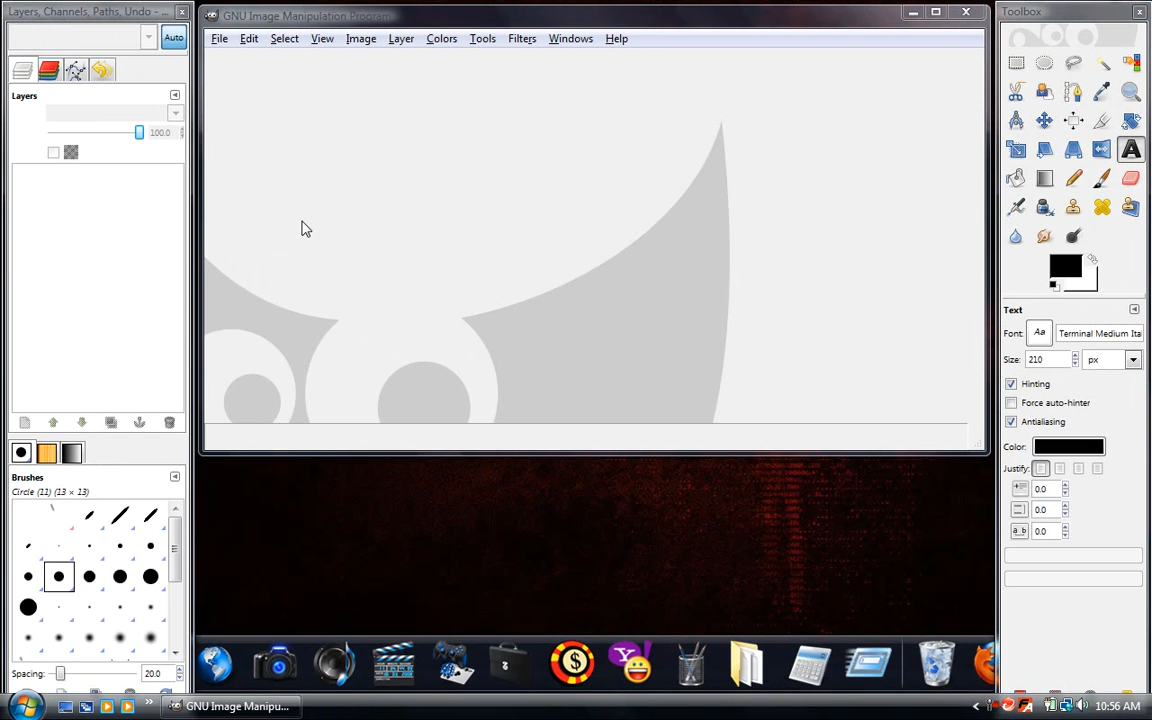 Layers, Channels, Paths, Undo - ...
Auto
Layers
100.0
Brushes
Circle (11) (13 × 13)
Spacing:
20.0
GNU Image Manipulation Program
File Edit Select View Image Layer Colors Tools Filters Windows Help
Toolbox
Text
Font:
Aa
Terminal Medium Ita
Size:
210
px
Hinting
Force auto-hinter
Antialiasing
Color:
Justify:
0.0
0.0
a b
0.0
GNU Image Manipu...
10:56 AM